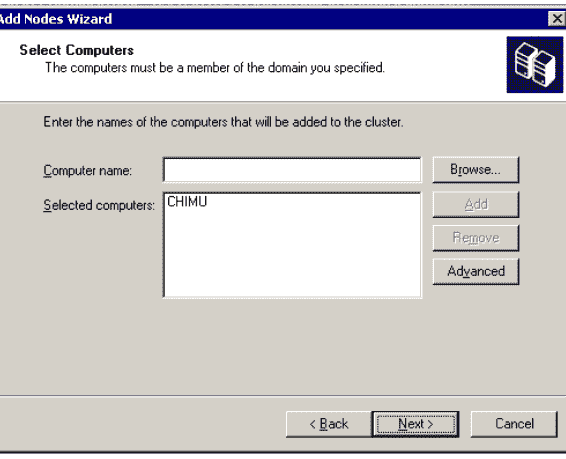 Add Nodes Wizard
Select Computers
The computers must be a member of the domain you specified.
Enter the names of the computers that will be added to the cluster.
Computer name:
Browse...
Selected computers:
CHIMU
Add
Remove
Advanced
< Back
Next >
Cancel